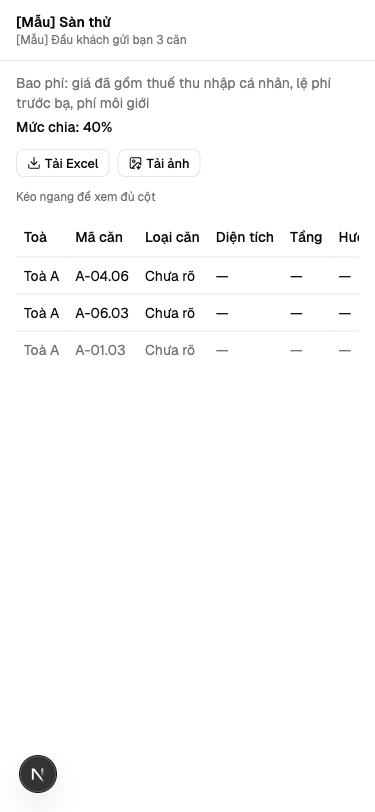 [Mẫu] Sàn thử
[Mẫu] Đầu khách gửi bạn 3 căn
Bao phí: giá đã gồm thuế thu nhập cá nhân, lệ phí
trước bạ, phí môi giới
Mức chia: 40%
Tải Excel Tải ảnh
Kéo ngang để xem đủ cột
Toà Mã căn Loại căn Diện tích Tầng
Toà A A-04.06 Chưa rõ — — —
Toà A A-06.03 Chưa rõ — — —
Toà A A-01.03 Chưa rõ — — —
N